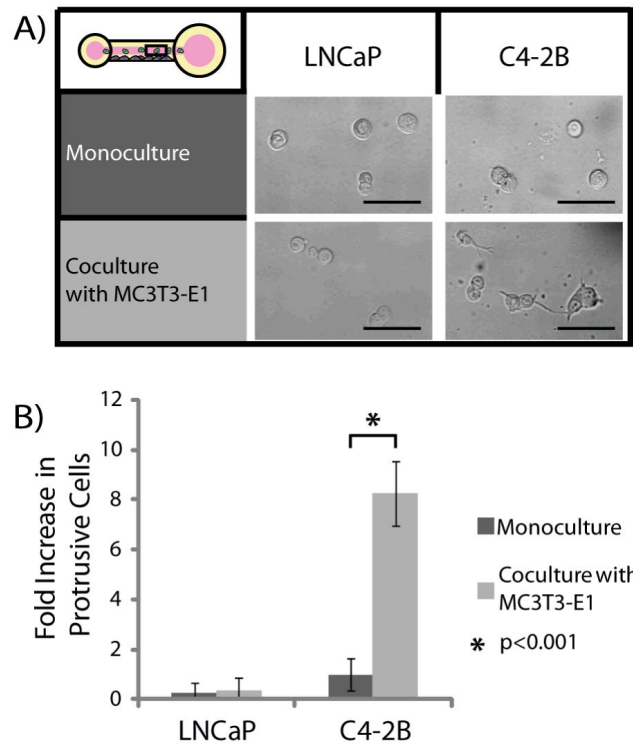 A)
LNCaP
C4-2B
Monoculture
Coculture
with MC3T3-E1
B)
Fold Increase in
Protrusive Cells
12
10
8
6
4
2
0
*
LNCaP
C4-2B
Monoculture
Coculture with
MC3T3-E1
* p<0.001